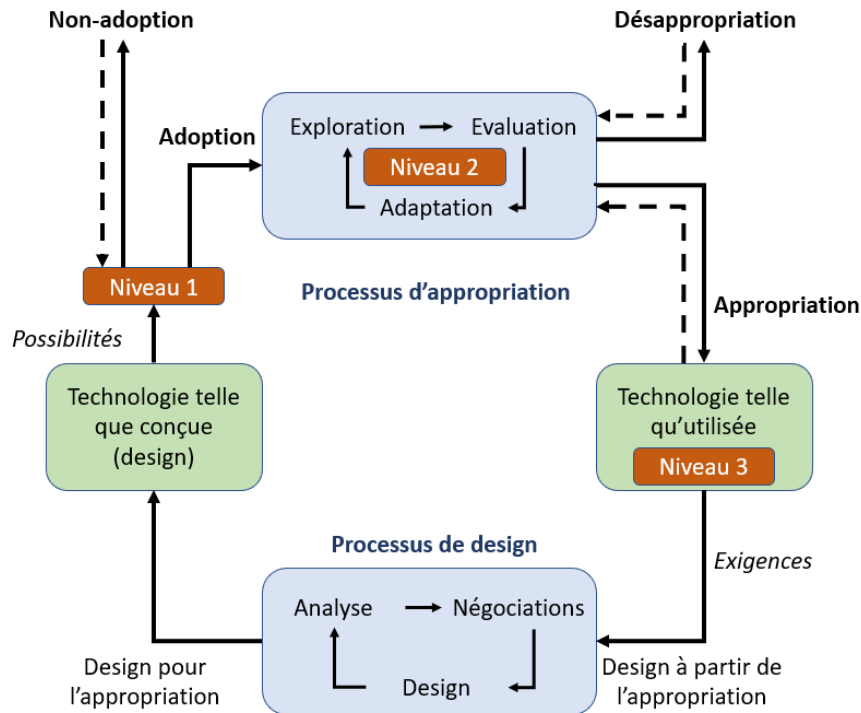 Non-adoption
Désappropriation
Adoption
Exploration
Evaluation
Niveau 2
Adaptation
Niveau 1
Processus d’appropriation
Possibilités
Appropriation
Technologie telle
que conçue
(design)
Technologie telle
qu’utilisée
Niveau 3
Processus de design
Exigences
Analyse
Négociations
Design
Design pour
l’appropriation
Design à partir de
l’appropriation